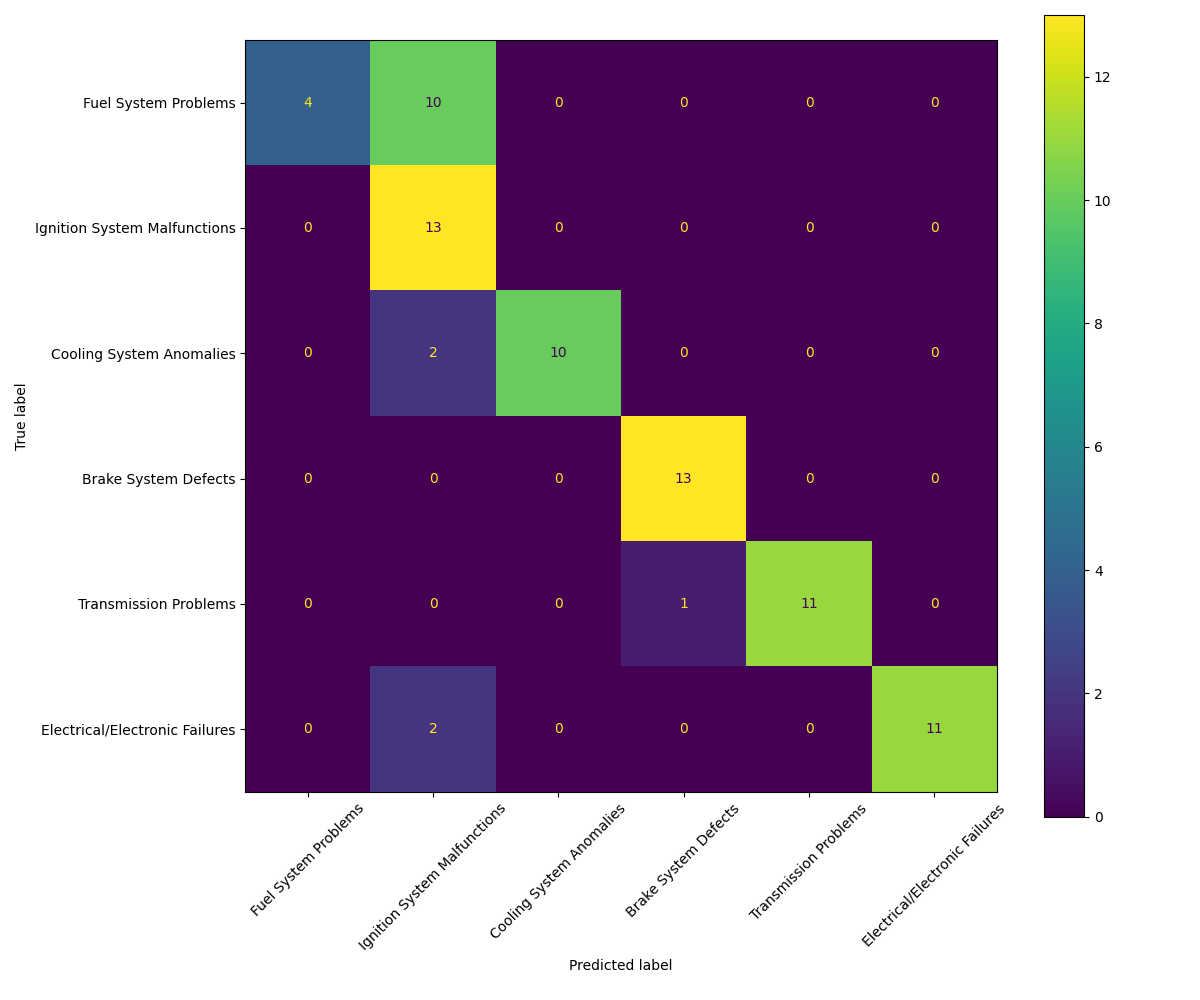 Fuel System Problems 4 10 0 0 0 0
Ignition System Malfunctions 0 13 0 0 0 0
Cooling System Anomalies 0 2 10 0 0 0
Brake System Defects 0 0 0 13 0 0
Transmission Problems 0 0 0 1 11 0
Electrical/Electronic Failures 0 2 0 0 0 11
True label
Fuel System Problems
Ignition System Malfunctions
Cooling System Anomalies
Brake System Defects
Transmission Problems
Electrical/Electronic Failures
Predicted label
12
10
8
6
4
2
0